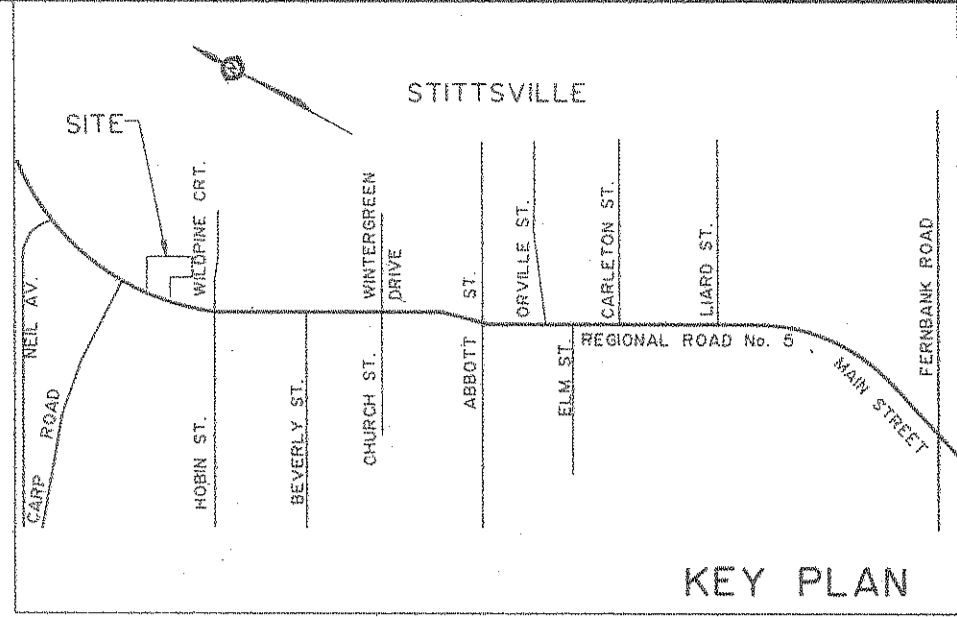 N
STITTSVILLE
SITE
NEIL AV.
CARP ROAD
WILDPINE CRT.
HOBIN ST.
BEVERLY ST.
WINTERGREEN
DRIVE
CHURCH ST.
ABBOTT ST.
ORVILLE ST.
ELM ST.
CARLETON ST.
LIARD ST.
REGIONAL ROAD No. 5
MAIN STREET
FERNBANK ROAD
KEY PLAN